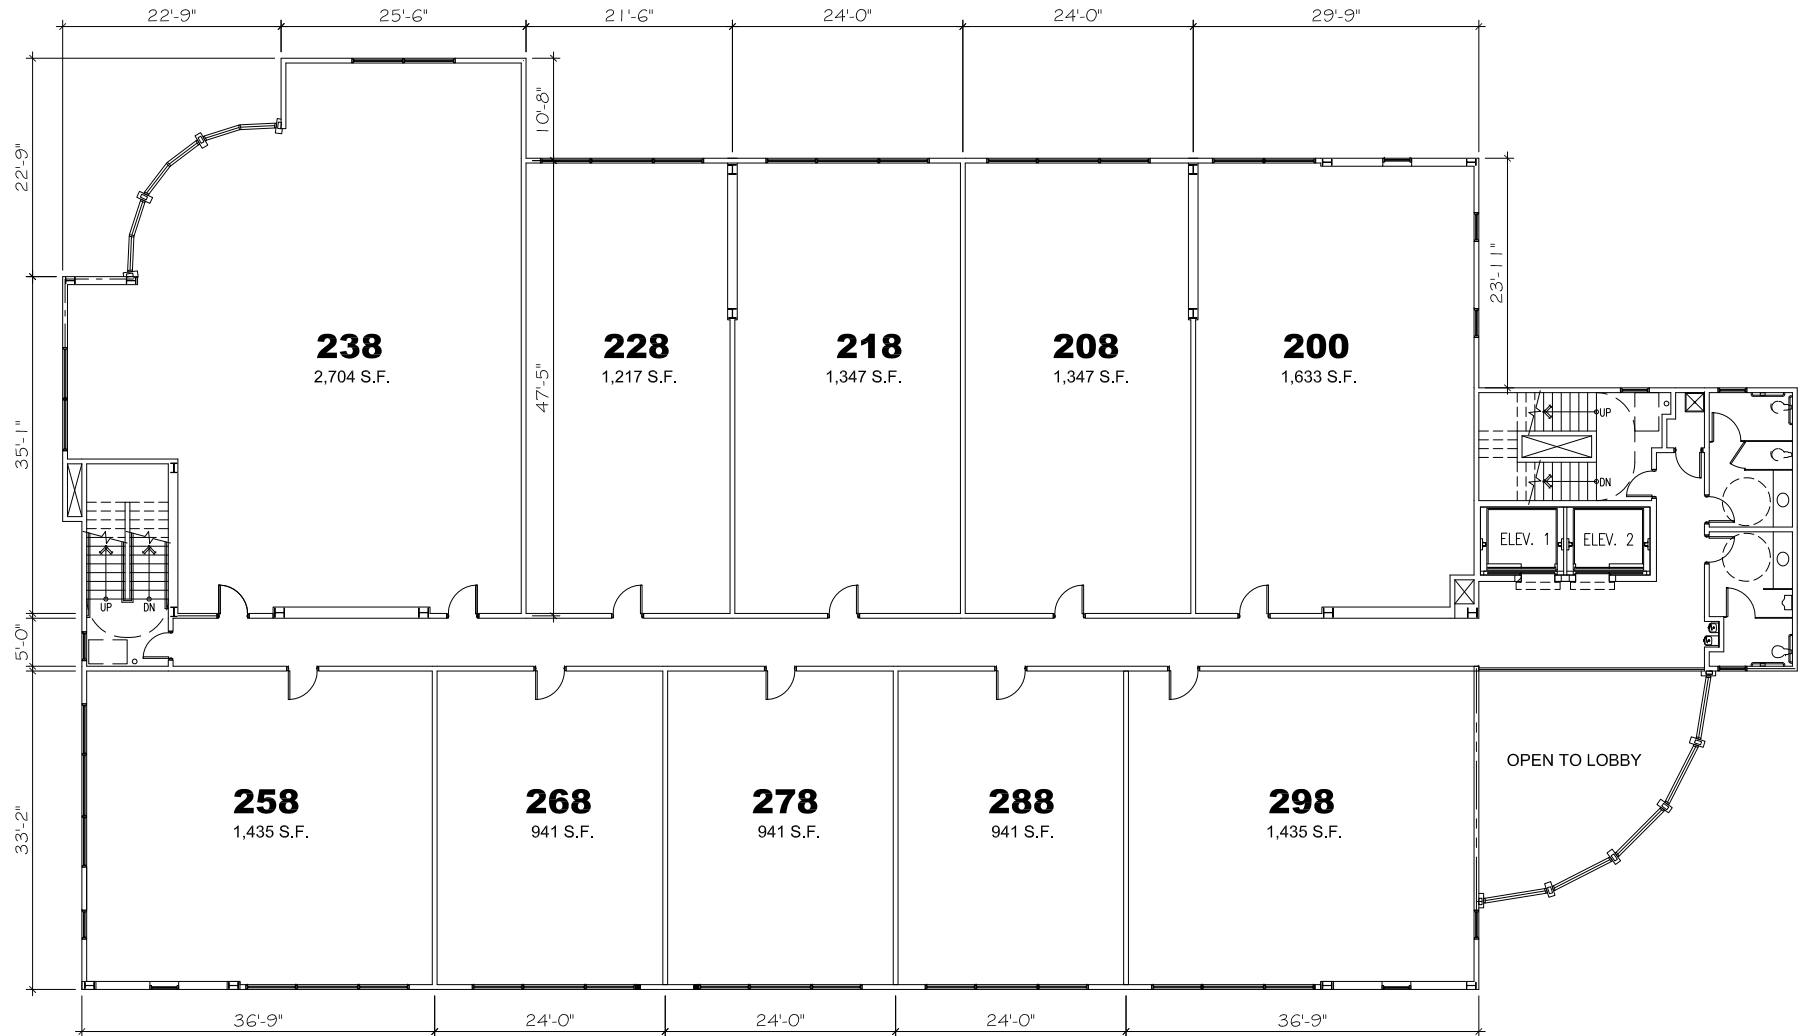 22'-9" 25'-6" 21'-6" 24'-0" 24'-0" 29'-9"
10'-8"
22'-9"
23'-11"
238 228 218 208 200
2,704 S.F. 1,217 S.F. 1,347 S.F. 1,347 S.F. 1,633 S.F.
47'-5"
35'-1"
UP
DN
ELEV. 1 ELEV. 2
UP DN
5'-0"
OPEN TO LOBBY
258 268 278 288 298
1,435 S.F. 941 S.F. 941 S.F. 941 S.F. 1,435 S.F.
33'-2"
36'-9" 24'-0" 24'-0" 24'-0" 36'-9"